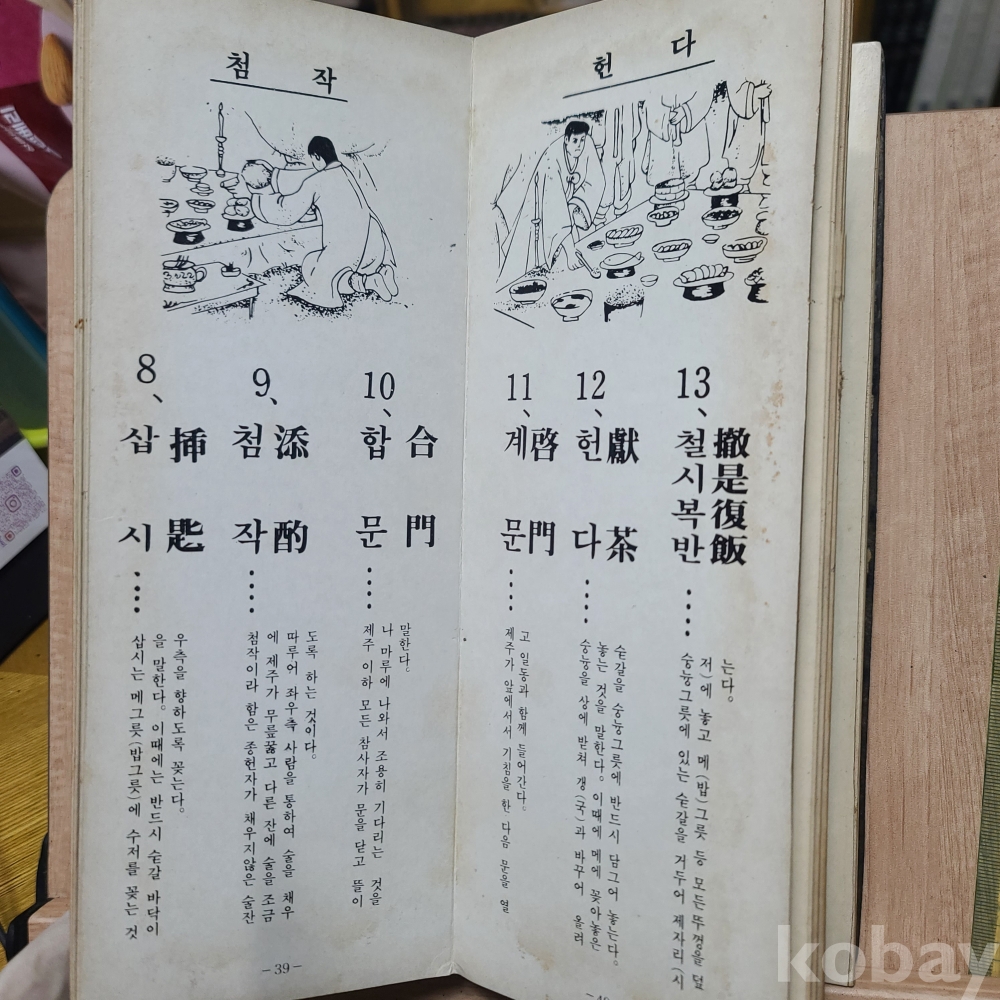 첨 작
8、
삽시 揷匙 ····
삽시는 메그릇(밥그릇)에 수저를 꽂는 것
을 말한다. 이때에는 반드시 숟갈 바닥이
우측을 향하도록 꽂는다.
9、
첨작 添酌 ····
첨작이라 함은 종헌자가 채우지않은 술잔
에 제주가 무릎꿇고 다른 잔에 술을 조금
따루어 좌우측 사람을 통하여 술을 채우
도록 하는 것이다.
10、
합문 合門 ····
제주 이하 모든 참사자가 문을 닫고 뜰이
나 마루에 나와서 조용히 기다리는 것을
말한다.
－39－
헌 다
11、
계문 啓門 ····
제주가 앞에서서 기침을 한 다음 문을 열
고 일동과 함께 들어간다.
12、
헌다 獻茶 ····
숭늉을 상에 받쳐 갱(국)과 바꾸어 올려
놓는 것을 말한다. 이때에 메에 꽂아놓은
숟갈을 숭늉그릇에 반드시 담그어 놓는다.
13、
철시복반 撤是復飯 ····
숭늉그릇에 있는 숟갈을 거두어 제자리(시
저)에 놓고 메(밥)그릇 등 모든 뚜껑을 덮
는다.
kobay